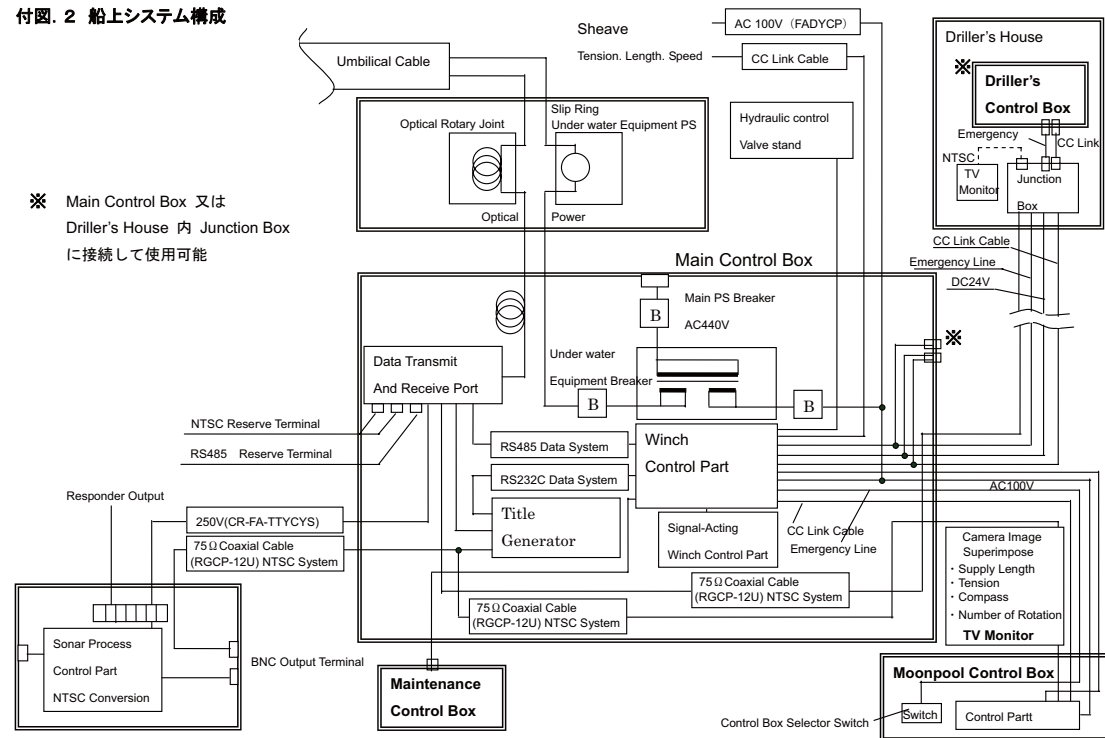 付図. 2 船上システム構成
Umbilical Cable
Sheave
Tension. Length. Speed
AC 100V (FADYCP)
CC Link Cable
Hydraulic control
Valve stand
Driller's House
※
Driller's
Control Box
Emergency
CC Link
NTSC
TV
Monitor
Junction
Box
CC Link Cable
Emergency Line
DC24V
Slip Ring
Optical Rotary Joint
Under water Equipment PS
Optical
Power
※ Main Control Box 又は
Driller's House 内 Junction Box
に接続して使用可能
Main Control Box
Main PS Breaker
B
AC440V
※
Data Transmit
And Receive Port
Under water
Equipment Breaker
B
B
NTSC Reserve Terminal
RS485 Reserve Terminal
RS485 Data System
RS232C Data System
Winch
Control Part
Title
Generator
Signal-Acting
Winch Control Part
CC Link Cable
Emergency Line
AC100V
Responder Output
250V(CR-FA-TTYCYS)
75Ω Coaxial Cable
(RGCP-12U) NTSC System
75Ω Coaxial Cable
(RGCP-12U) NTSC System
75Ω Coaxial Cable
(RGCP-12U) NTSC System
Camera Image
Superimpose
・Supply Length
・Tension
・Compass
・Number of Rotation
TV Monitor
Sonar Process
Control Part
NTSC Conversion
BNC Output Terminal
Maintenance
Control Box
Moonpool Control Box
Switch
Control Partt
Control Box Selector Switch